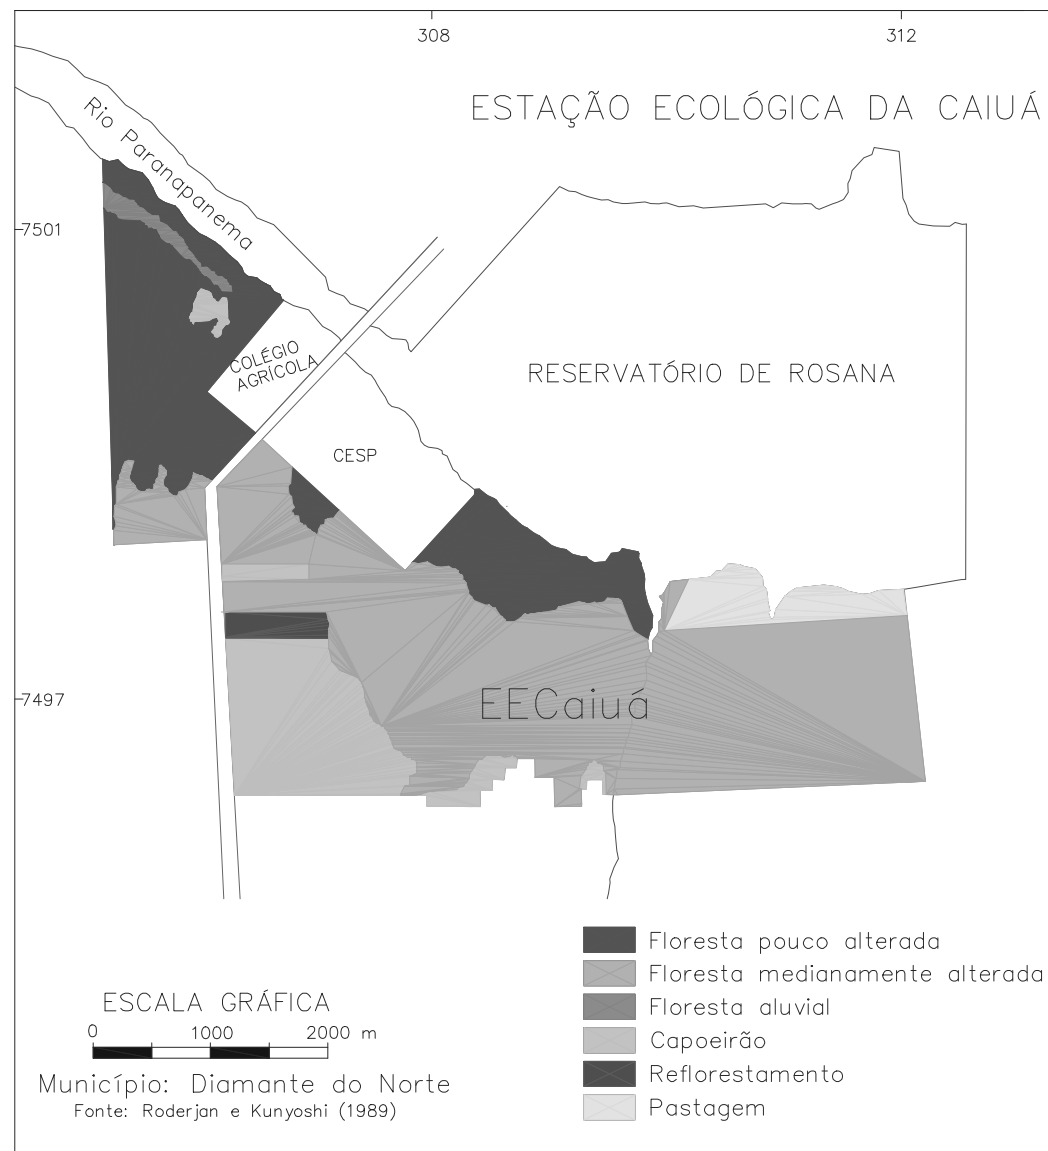 308
312
ESTAÇÃO ECOLÓGICA DA CAIUÁ
Rio Paranapanema
7501
COLÉGIO
AGRÍCOLA
RESERVATÓRIO DE ROSANA
CESP
7497
EECaiuá
Floresta pouco alterada
Floresta medianamente alterada
Floresta aluvial
Capoeirão
Reflorestamento
Pastagem
ESCALA GRÁFICA
0 1000 2000 m
Município: Diamante do Norte
Fonte: Roderjan e Kunyoshi (1989)